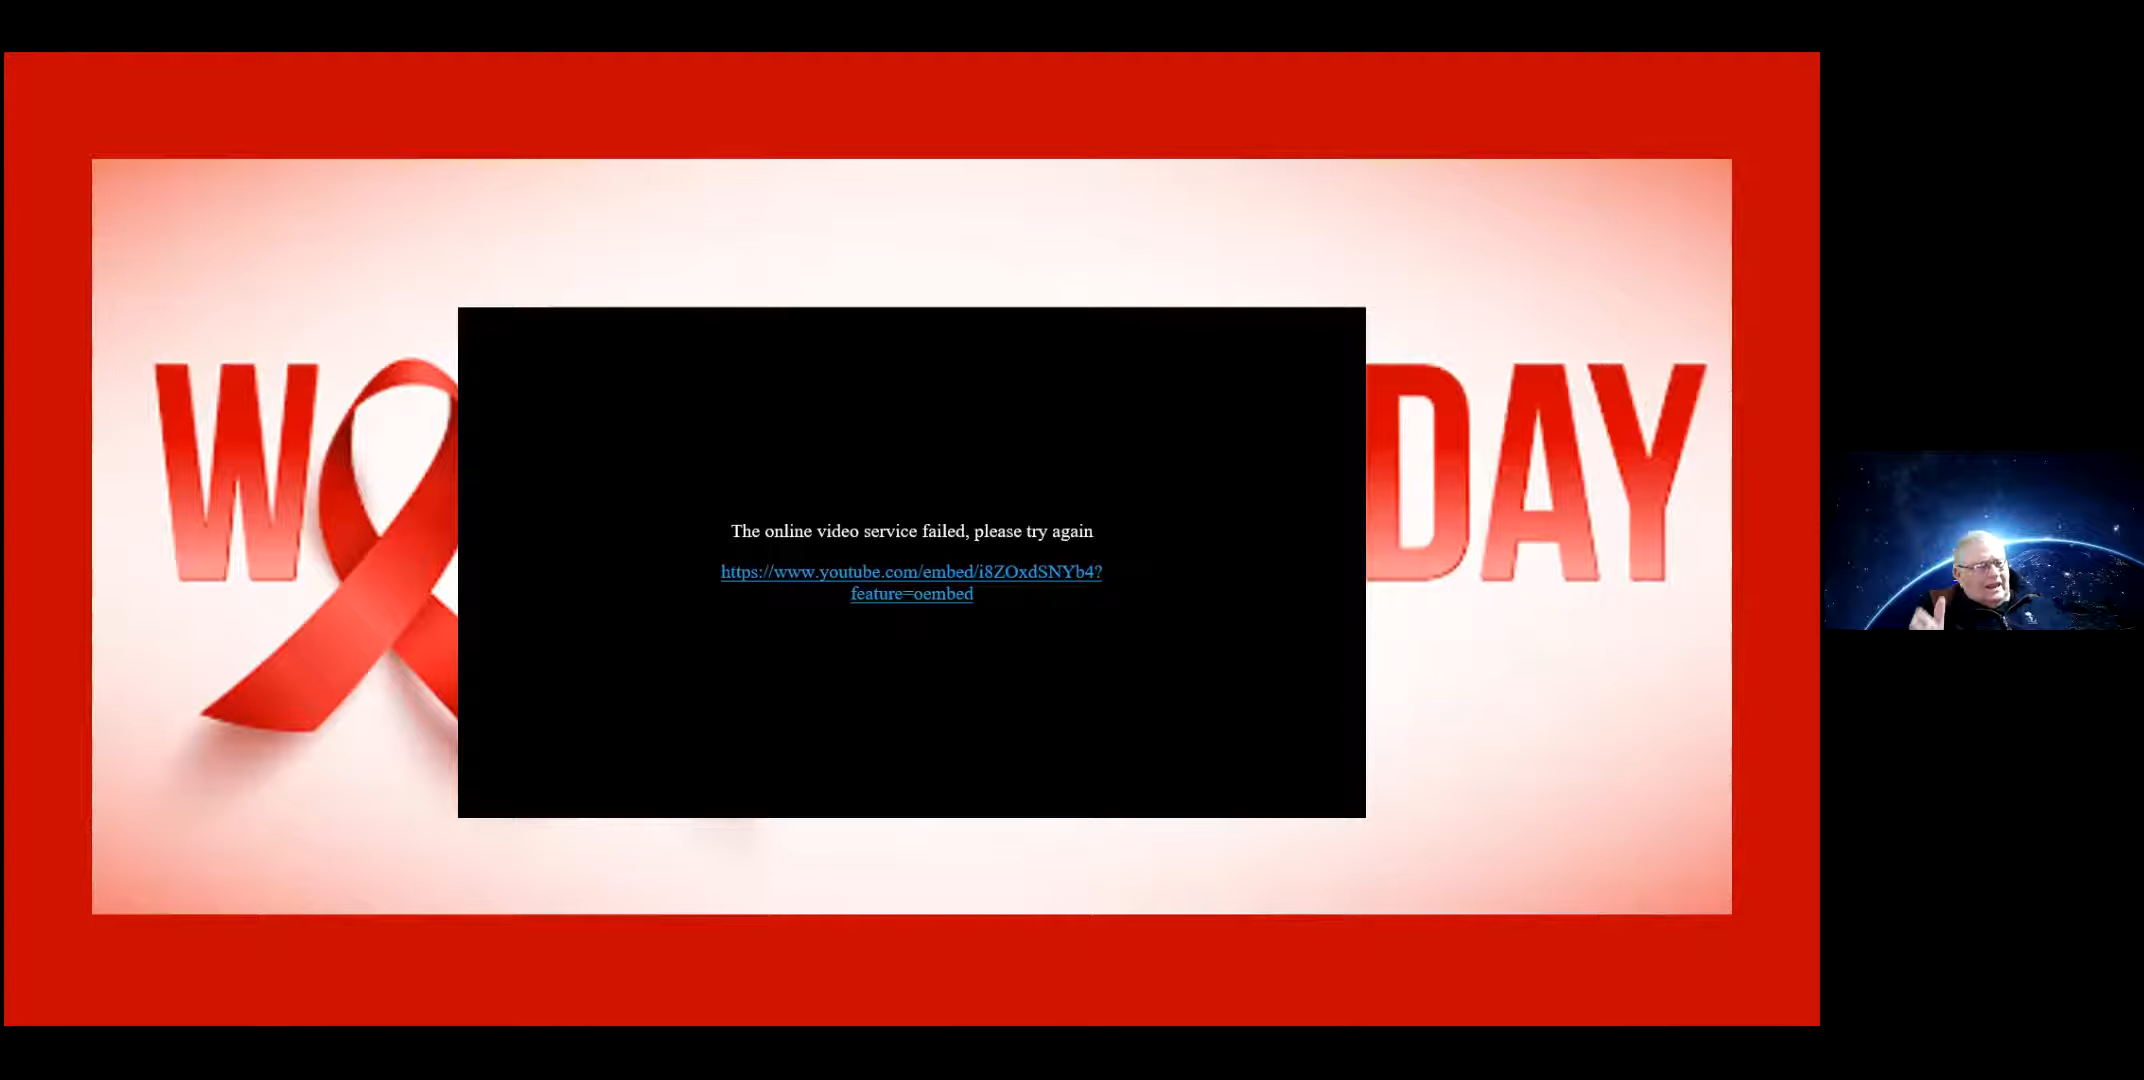 W DAY
The online video service failed, please try again
https://www.youtube.com/embed/i8ZOxdSNYb4?
feature=oembed